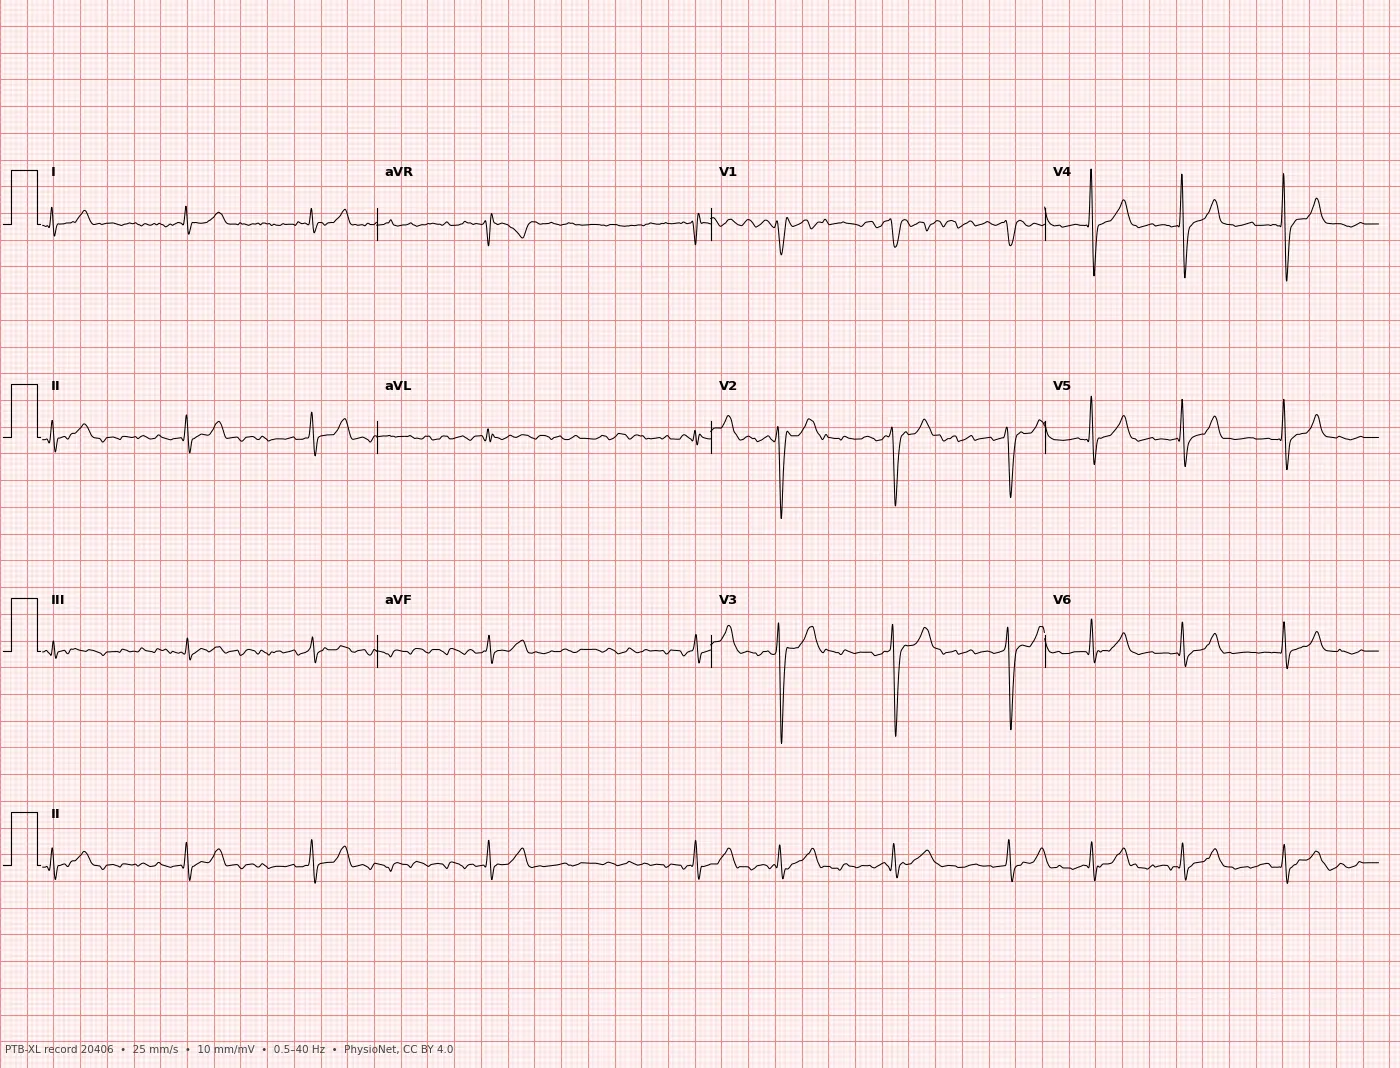 I aVR V1 V4
II aVL V2 V5
III aVF V3 V6
II
PTB-XL record 20406 • 25 mm/s • 10 mm/mV • 0.5–40 Hz • PhysioNet, CC BY 4.0